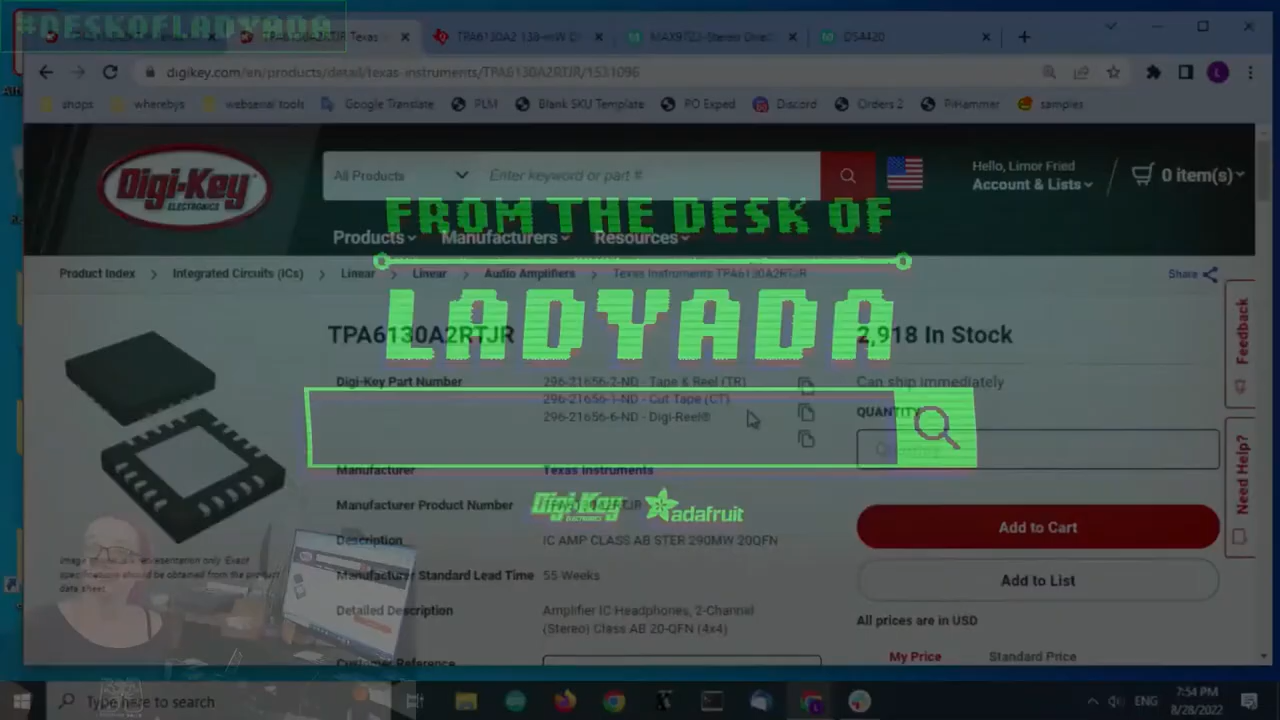 #DESKOFLADYADA
TPA6130A2RTJR Texas In
TPA6130A2 138-mW D
MAX9723-Stereo Direc
DS4420
digikey.com/en/products/detail/texas-instruments/TPA6130A2RTJR/1531096
shops
wherebys
webserial tools
Google Translate
PLM
Blank SKU Template
PO Exped
Discord
Orders 2
PiHammer
samples
Digi-Key
ELECTRONICS
All Products
Enter keyword or part #
Hello, Limor Fried
Account & Lists
0 item(s)
FROM THE DESK OF
Products
Manufacturers
Resources
Product Index
Integrated Circuits (ICs)
Linear
Linear
Audio Amplifiers
Texas Instruments TPA6130A2RTJR
Share
LADYADA
TPA6130A2RTJR
2,918 In Stock
Can ship immediately
Digi-Key Part Number
296-21656-2-ND - Tape & Reel (TR)
296-21656-1-ND - Cut Tape (CT)
296-21656-6-ND - Digi-Reel®
QUANTITY
Feedback
Need Help?
Manufacturer
Texas Instruments
Manufacturer Product Number
Digi-Key
ELECTRONICS
adafruit
Add to Cart
Description
IC AMP CLASS AB STER 290MW 20QFN
Manufacturer Standard Lead Time
55 Weeks
Add to List
Detailed Description
Amplifier IC Headphones, 2-Channel
(Stereo) Class AB 20-QFN (4x4)
All prices are in USD
Customer Reference
My Price
Standard Price
Type here to search
ENG
7:54 PM
8/28/2022